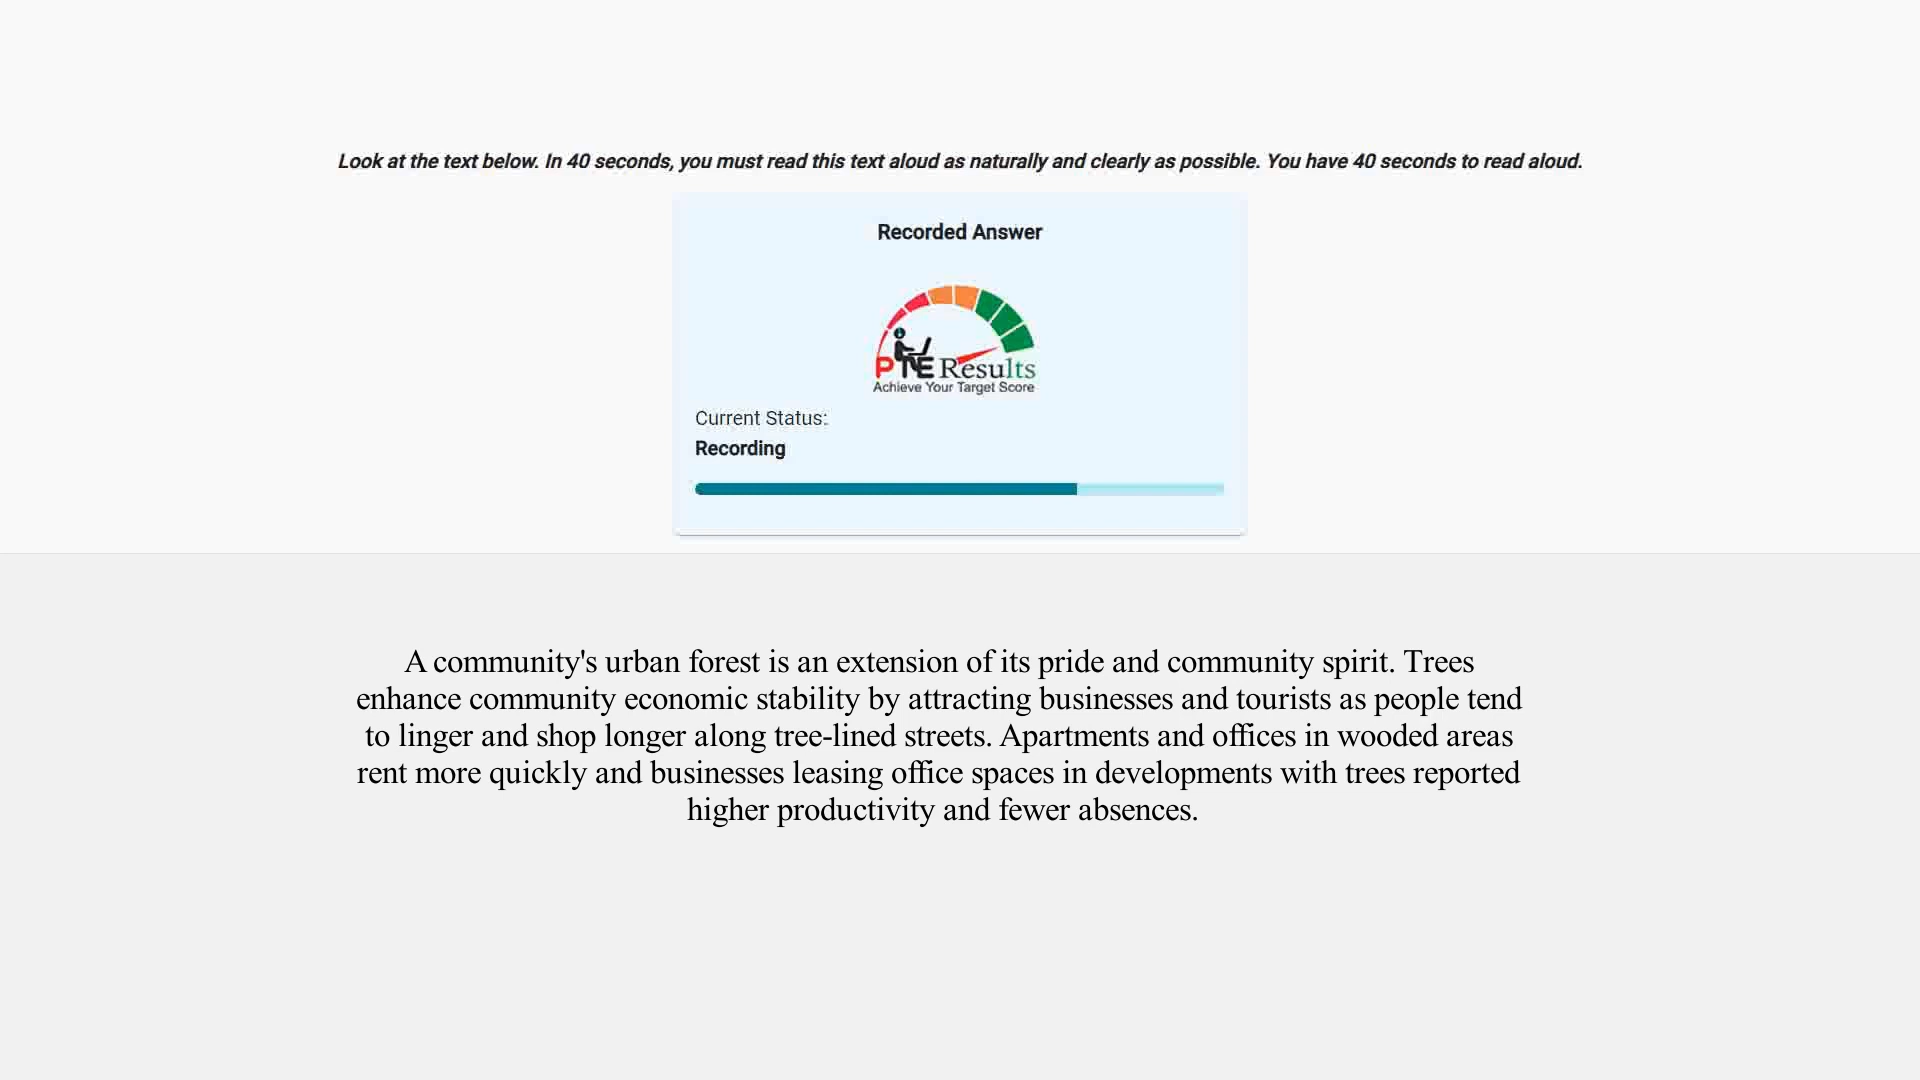 Look at the text below. In 40 seconds, you must read this text aloud as naturally and clearly as possible. You have 40 seconds to read aloud.
Recorded Answer
PTE Results
Achieve Your Target Score
Current Status:
Recording
A community's urban forest is an extension of its pride and community spirit. Trees
enhance community economic stability by attracting businesses and tourists as people tend
to linger and shop longer along tree-lined streets. Apartments and offices in wooded areas
rent more quickly and businesses leasing office spaces in developments with trees reported
higher productivity and fewer absences.